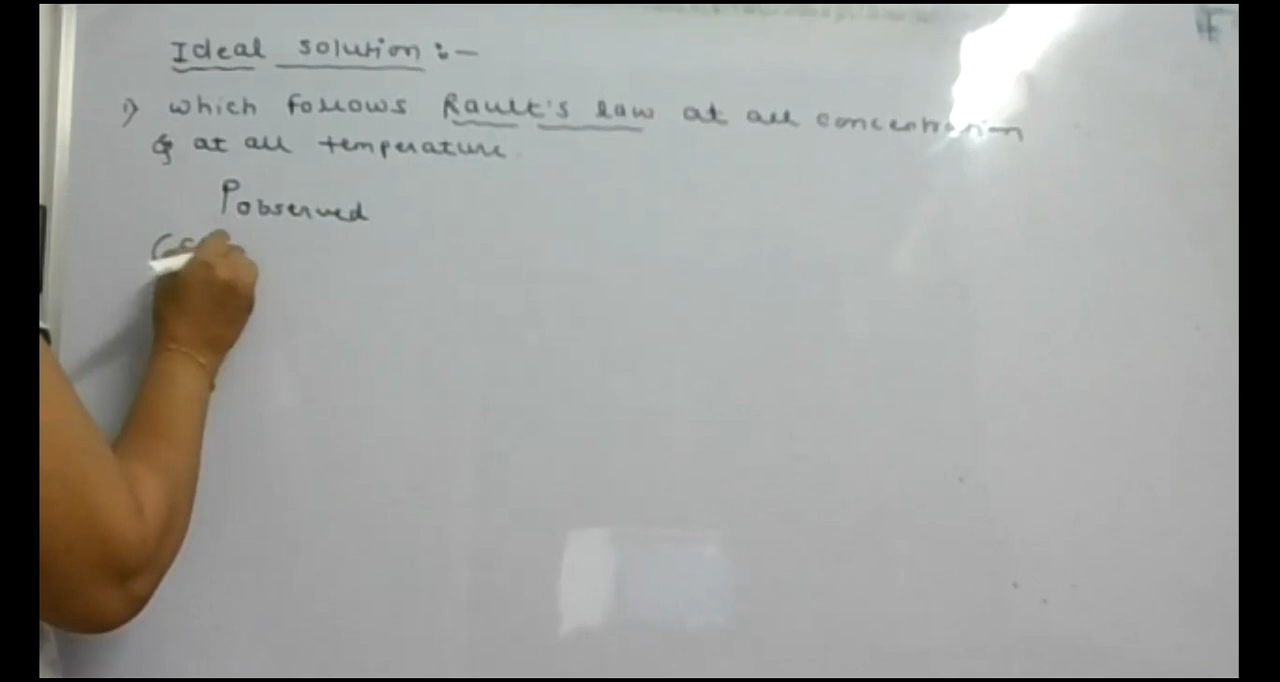 Ideal solution :-
1) which follows Rault's law at all concentration
& at all temperature.
Pobserved